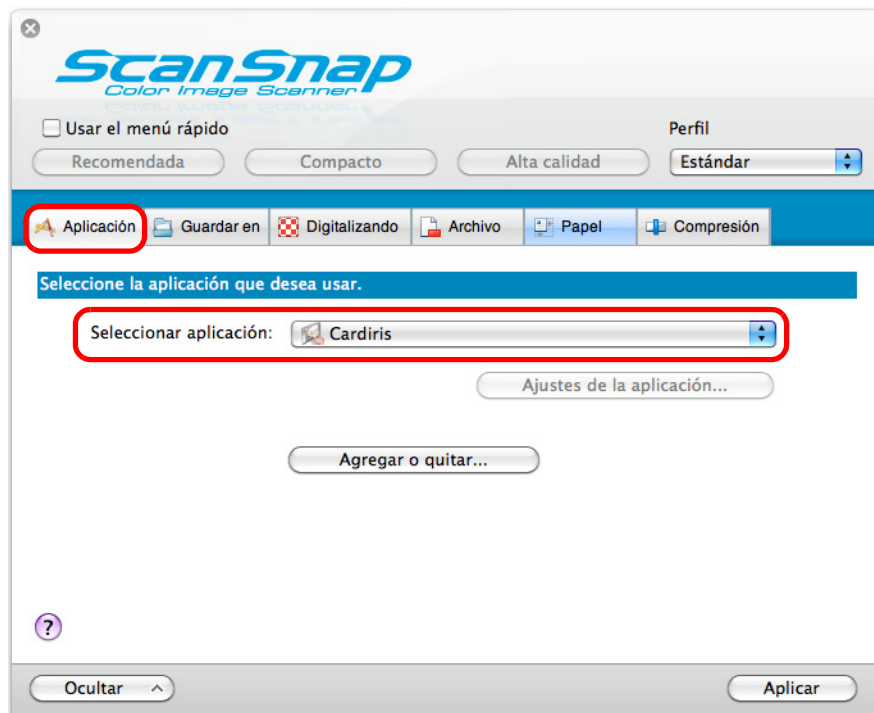 ScanSnap
Color Image Scanner
Usar el menú rápido
Perfil
Recomendada Compacto Alta calidad Estándar
Aplicación Guardar en Digitalizando Archivo Papel Compresión
Seleccione la aplicación que desea usar.
Seleccionar aplicación: Cardiris
Ajustes de la aplicación...
Agregar o quitar...
?
Ocultar Aplicar